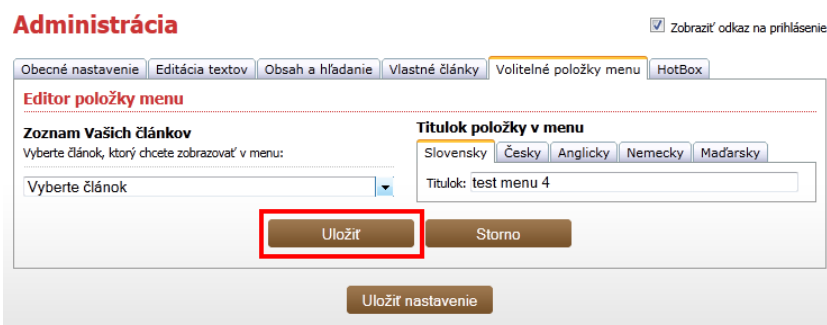 Administrácia
Zobraziť odkaz na prihlásenie
Obecné nastavenie Editácia textov Obsah a hľadanie Vlastné články Voliteľné položky menu HotBox
Editor položky menu
Zoznam Vašich článkov
Vyberte článok, ktorý chcete zobrazovať v menu:
Vyberte článok
Titulok položky v menu
Slovensky Česky Anglicky Nemecky Maďarsky
Titulok: test menu 4
Uložiť Storno
Uložiť nastavenie